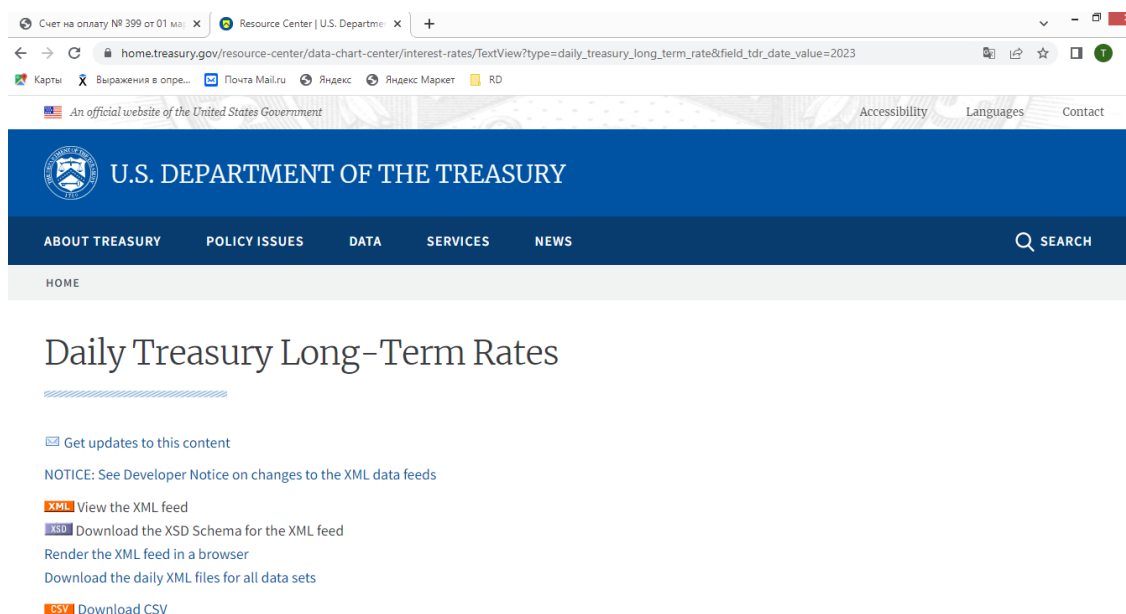 Счет на оплату № 399 от 01 мар
Resource Center | U.S. Departme
home.treasury.gov/resource-center/data-chart-center/interest-rates/TextView?type=daily_treasury_long_term_rate&field_tdr_date_value=2023
T
Карты Выражения в опре... Почта Mail.ru Яндекс Яндекс Маркет RD
An official website of the United States Government Accessibility Languages Contact
U.S. DEPARTMENT OF THE TREASURY
ABOUT TREASURY POLICY ISSUES DATA SERVICES NEWS SEARCH
HOME
Daily Treasury Long-Term Rates
Get updates to this content
NOTICE: See Developer Notice on changes to the XML data feeds
XML View the XML feed
XSD Download the XSD Schema for the XML feed
Render the XML feed in a browser
Download the daily XML files for all data sets
CSV Download CSV